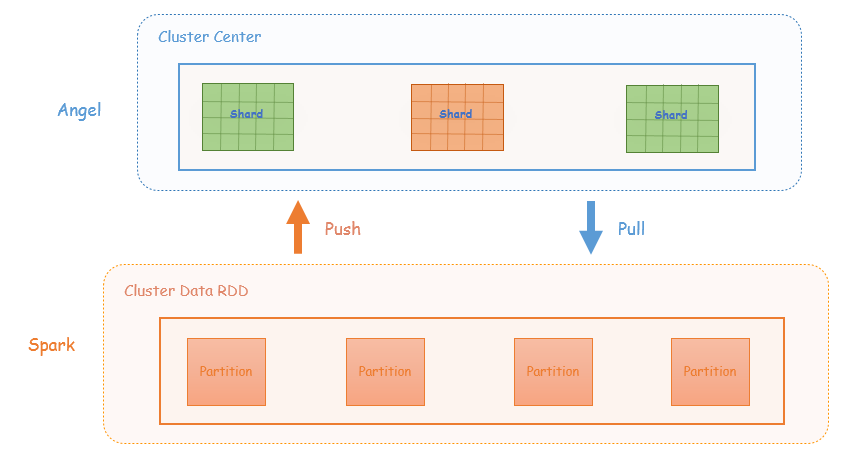 Cluster Center
Angel
Shard Shard Shard
Push Pull
Cluster Data RDD
Spark
Partition Partition Partition Partition